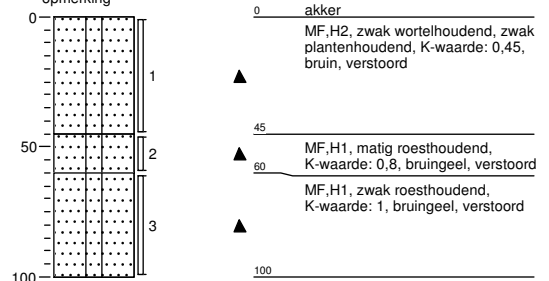 opmerking
0
50
100
1
2
3
0 akker
MF,H2, zwak wortelhoudend, zwak
plantenhoudend, K-waarde: 0,45,
bruin, verstoord
45
MF,H1, matig roesthoudend,
K-waarde: 0,8, bruingeel, verstoord
60
MF,H1, zwak roesthoudend,
K-waarde: 1, bruingeel, verstoord
100